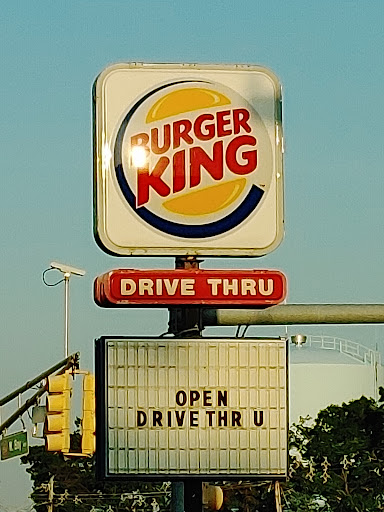 BURGER
KING
DRIVE THRU
OPEN
DRIVE THR U